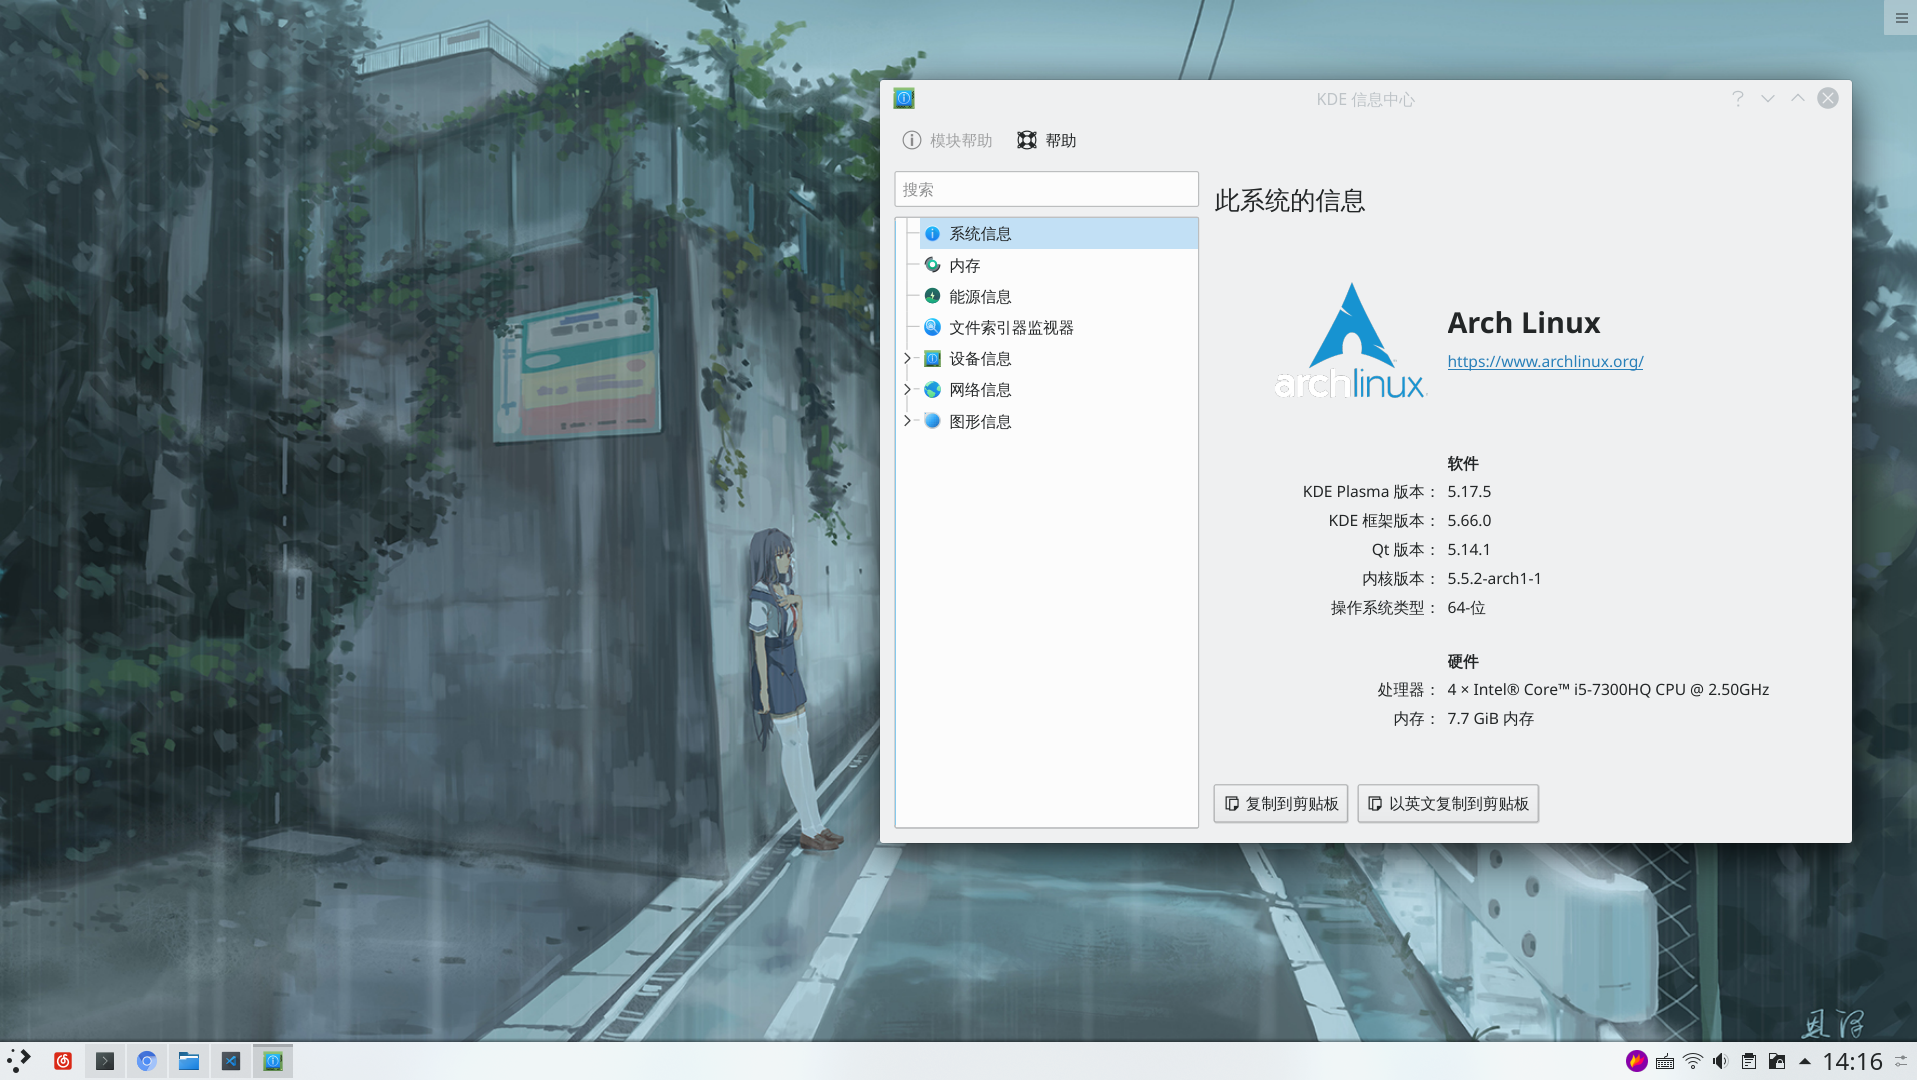 KDE 信息中心
模块帮助 帮助
搜索
系统信息
内存
能源信息
文件索引器监视器
设备信息
网络信息
图形信息
此系统的信息
archlinux
Arch Linux
https://www.archlinux.org/
软件
KDE Plasma 版本： 5.17.5
KDE 框架版本： 5.66.0
Qt 版本： 5.14.1
内核版本： 5.5.2-arch1-1
操作系统类型： 64-位
硬件
处理器： 4 × Intel® Core™ i5-7300HQ CPU @ 2.50GHz
内存： 7.7 GiB 内存
复制到剪贴板 以英文复制到剪贴板
14:16